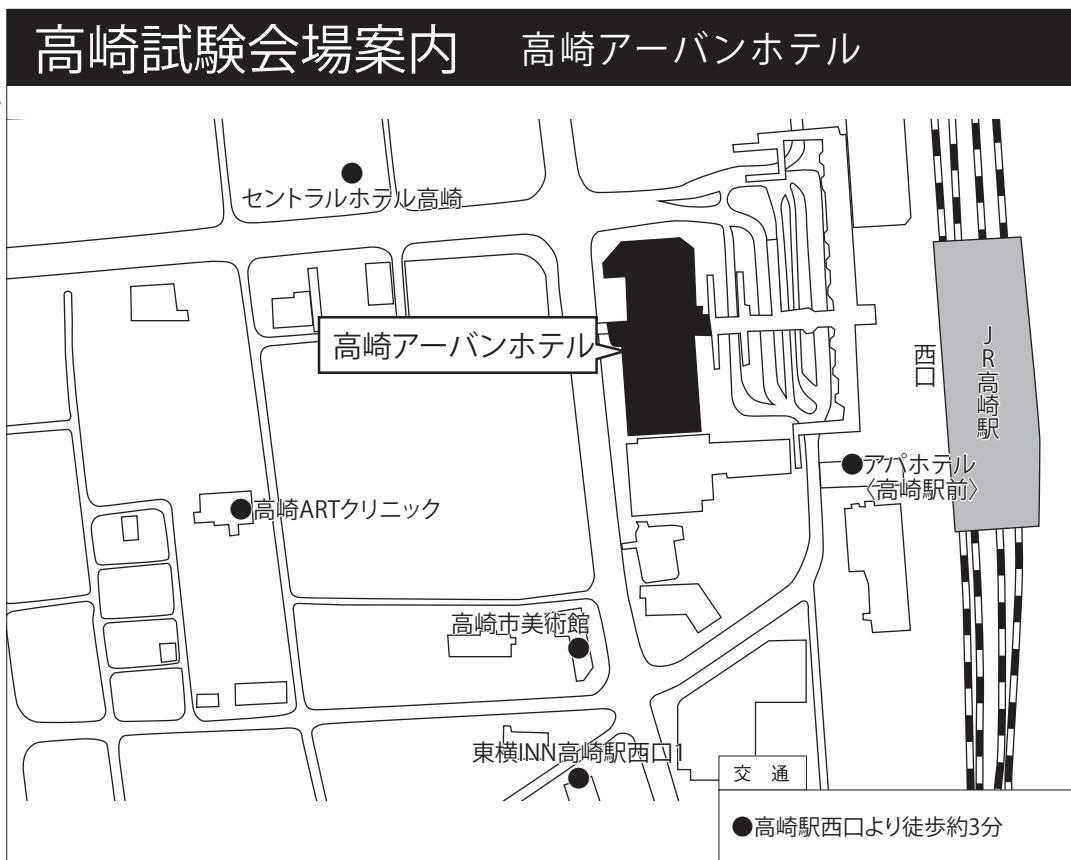 高崎試験会場案内 高崎アーバンホテル
セントラルホテル高崎
高崎アーバンホテル
西口
JR高崎駅
アパホテル
〈高崎駅前〉
高崎ARTクリニック
高崎市美術館
東横INN高崎駅西口1
交 通
●高崎駅西口より徒歩約3分